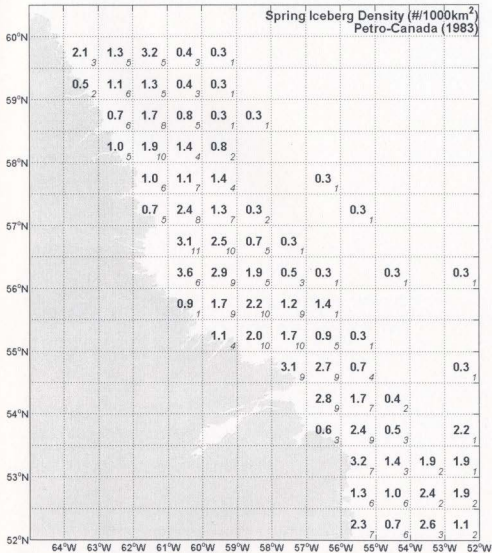 Spring Iceberg Density (#/1000km²)
Petro-Canada (1983)
60°N
2.1 3 1.3 5 3.2 5 0.4 3 0.3 1
0.5 2 1.1 6 1.3 5 0.4 3 0.3 1
59°N
0.7 6 1.7 8 0.8 5 0.3 1 0.3 1
1.0 5 1.9 10 1.4 4 0.8 2
58°N
1.0 6 1.1 7 1.4 4 0.3 1
0.7 5 2.4 8 1.3 7 0.3 2 0.3 1
57°N
3.1 11 2.5 10 0.7 5 0.3 1
3.6 6 2.9 9 1.9 5 0.5 3 0.3 1 0.3 1 0.3 1
56°N
0.9 1 1.7 9 2.2 10 1.2 9 1.4 1
1.1 4 2.0 10 1.7 10 0.9 5 0.3 1
55°N
3.1 9 2.7 9 0.7 4 0.3 1
2.8 9 1.7 7 0.4 2
54°N
0.6 3 2.4 9 0.5 3 2.2 1
3.2 7 1.4 3 1.9 2 1.9 1
53°N
1.3 6 1.0 6 2.4 2 1.9 2
2.3 7 0.7 6 2.6 3 1.1 2
52°N
64°W 63°W 62°W 61°W 60°W 59°W 58°W 57°W 56°W 55°W 54°W 53°W 52°W